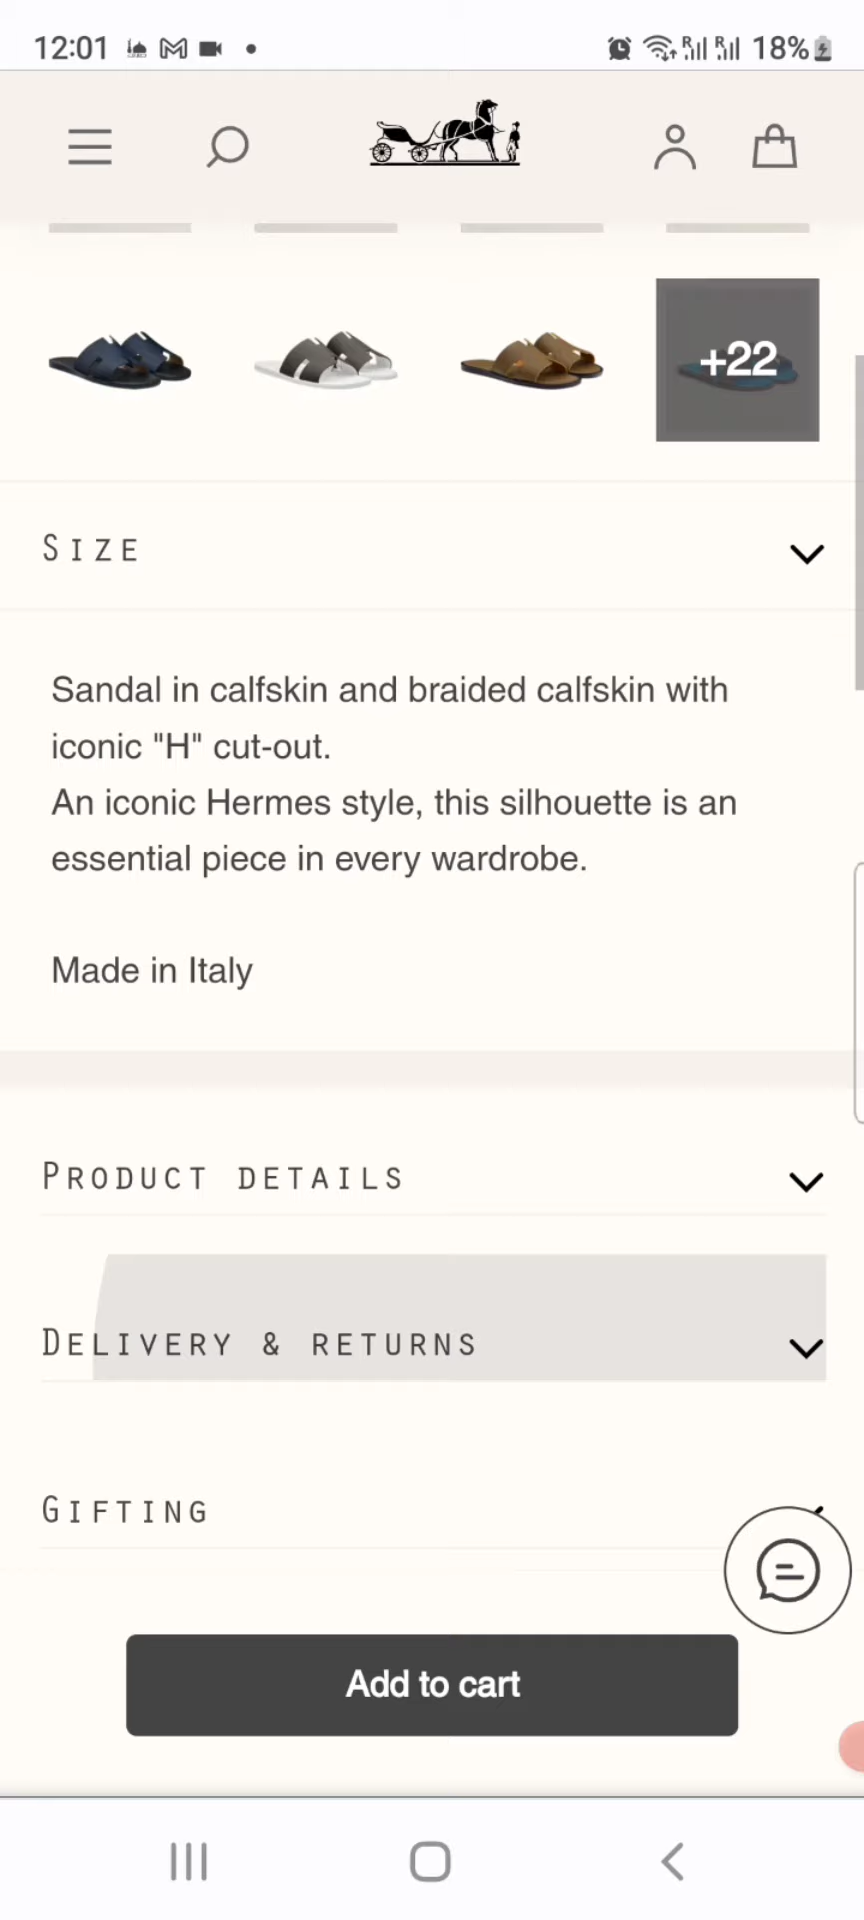 12:01
R R 18%
+22
Size
Sandal in calfskin and braided calfskin with
iconic "H" cut-out.
An iconic Hermes style, this silhouette is an
essential piece in every wardrobe.
Made in Italy
Product details
Delivery & returns
Gifting
Add to cart